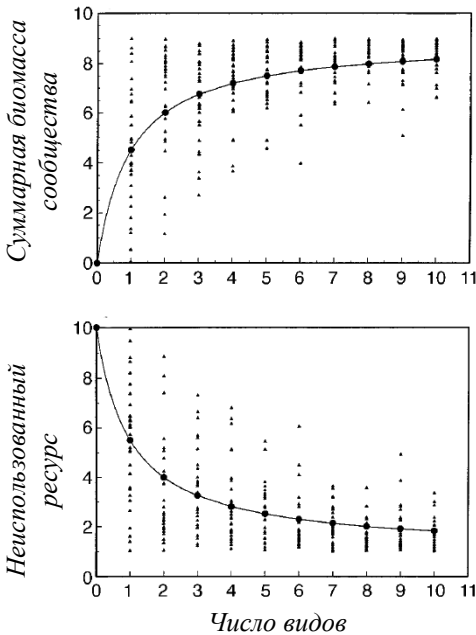 Суммарная биомасса
сообщества
10
8
6
4
2
0
0 1 2 3 4 5 6 7 8 9 10 11
Неиспользованный
ресурс
10
8
6
4
2
0
0 1 2 3 4 5 6 7 8 9 10 11
Число видов